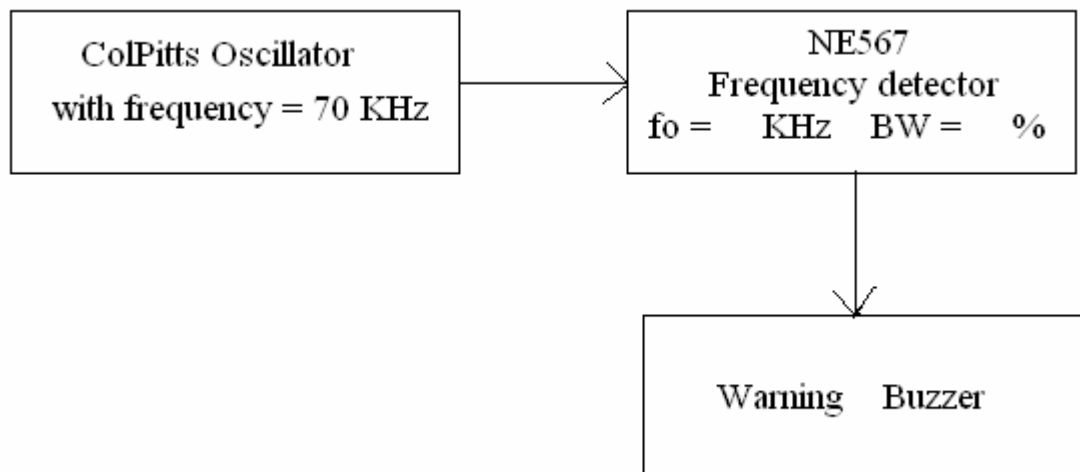 ColPitts Oscillator
with frequency = 70 KHz
NE567
Frequency detector
fo = KHz BW = %
Warning Buzzer